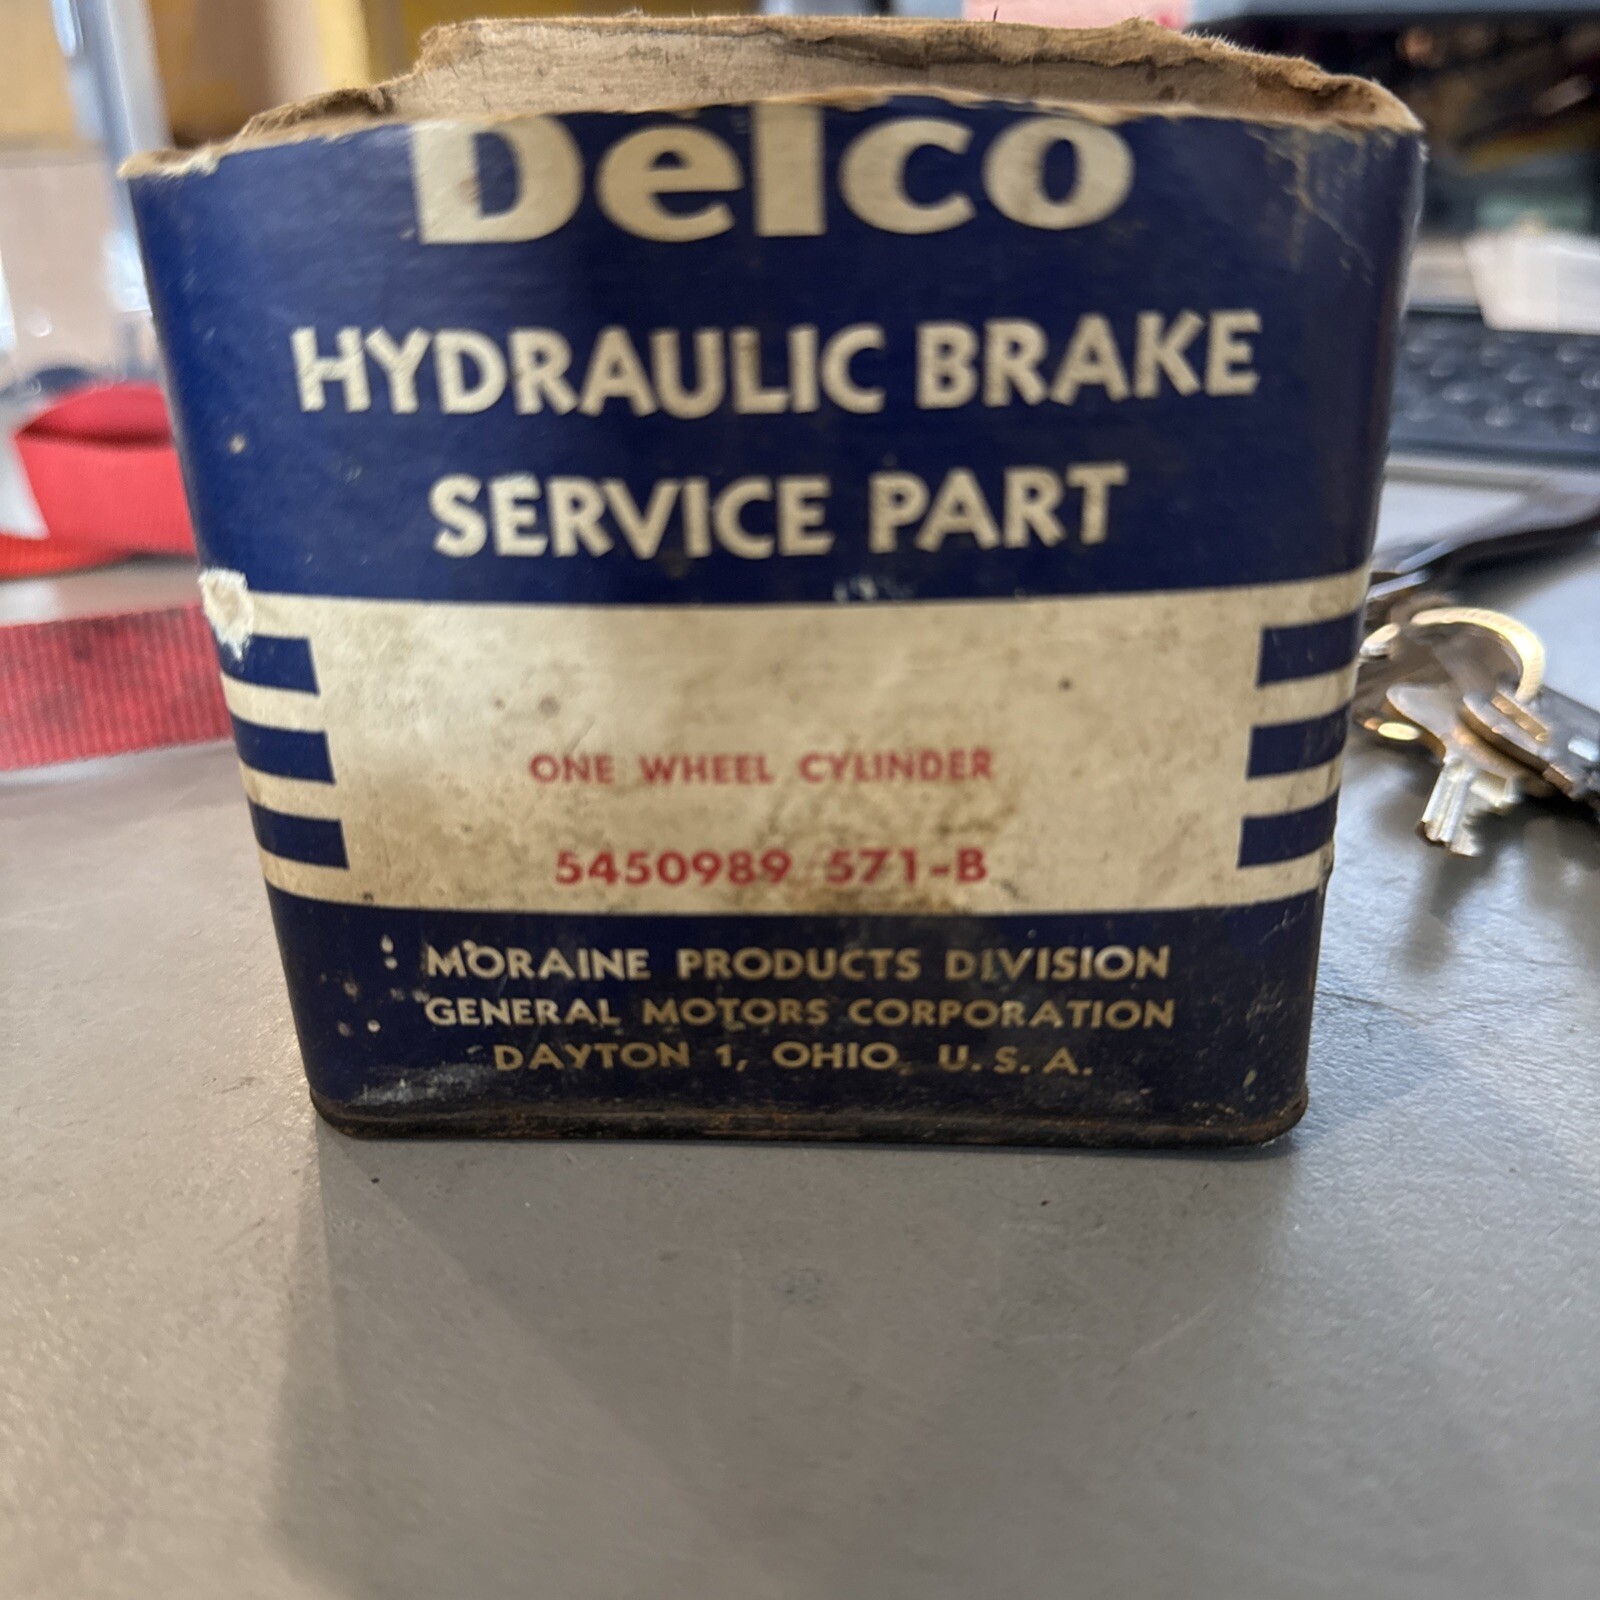 Delco
HYDRAULIC BRAKE
SERVICE PART
ONE WHEEL CYLINDER
5450989 571-B
MORAINE PRODUCTS DIVISION
GENERAL MOTORS CORPORATION
DAYTON 1, OHIO, U.S.A.